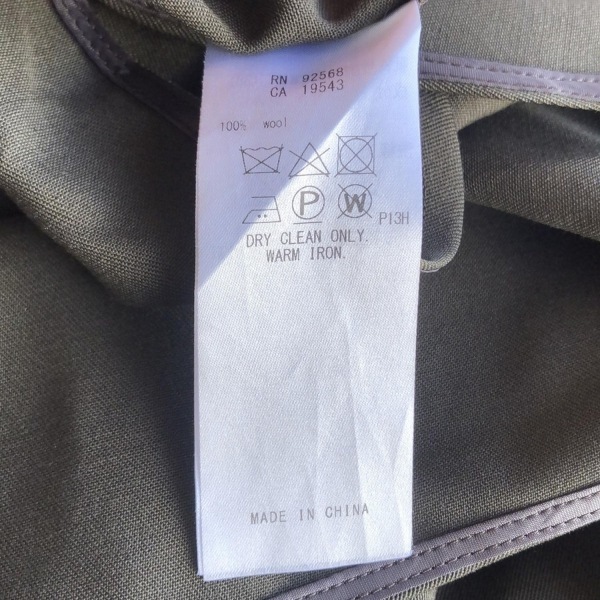 RN 92568
CA 19543
100% wool
P W P13H
DRY CLEAN ONLY.
WARM IRON.
MADE IN CHINA